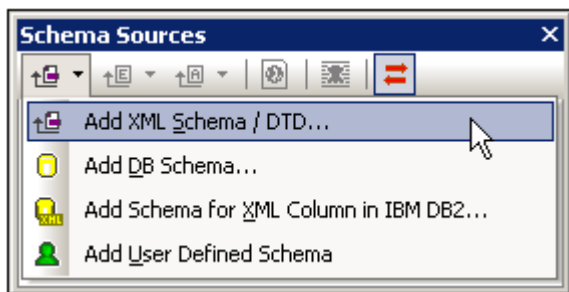 Schema Sources
Add XML Schema / DTD...
Add DB Schema...
Add Schema for XML Column in IBM DB2...
Add User Defined Schema